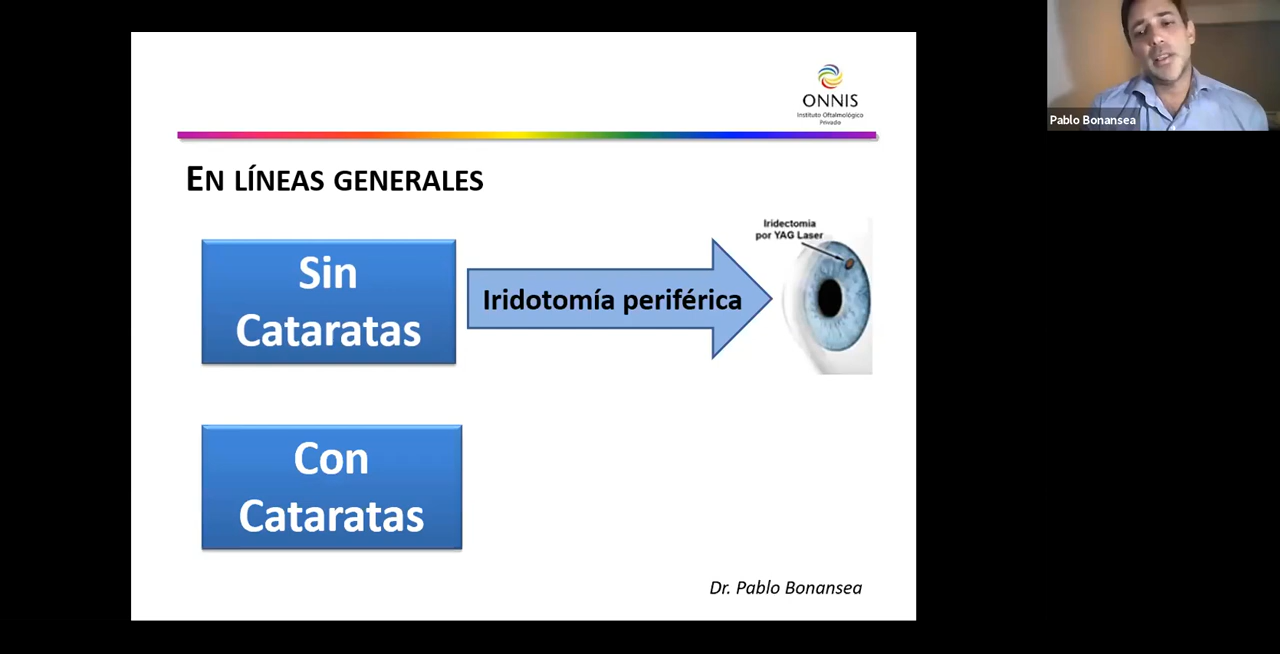 ONNIS
Instituto Oftalmológico
Privado
EN LÍNEAS GENERALES
Sin
Cataratas
Iridotomía periférica
Iridectomia
por YAG Laser
Con
Cataratas
Dr. Pablo Bonansea
Pablo Bonansea